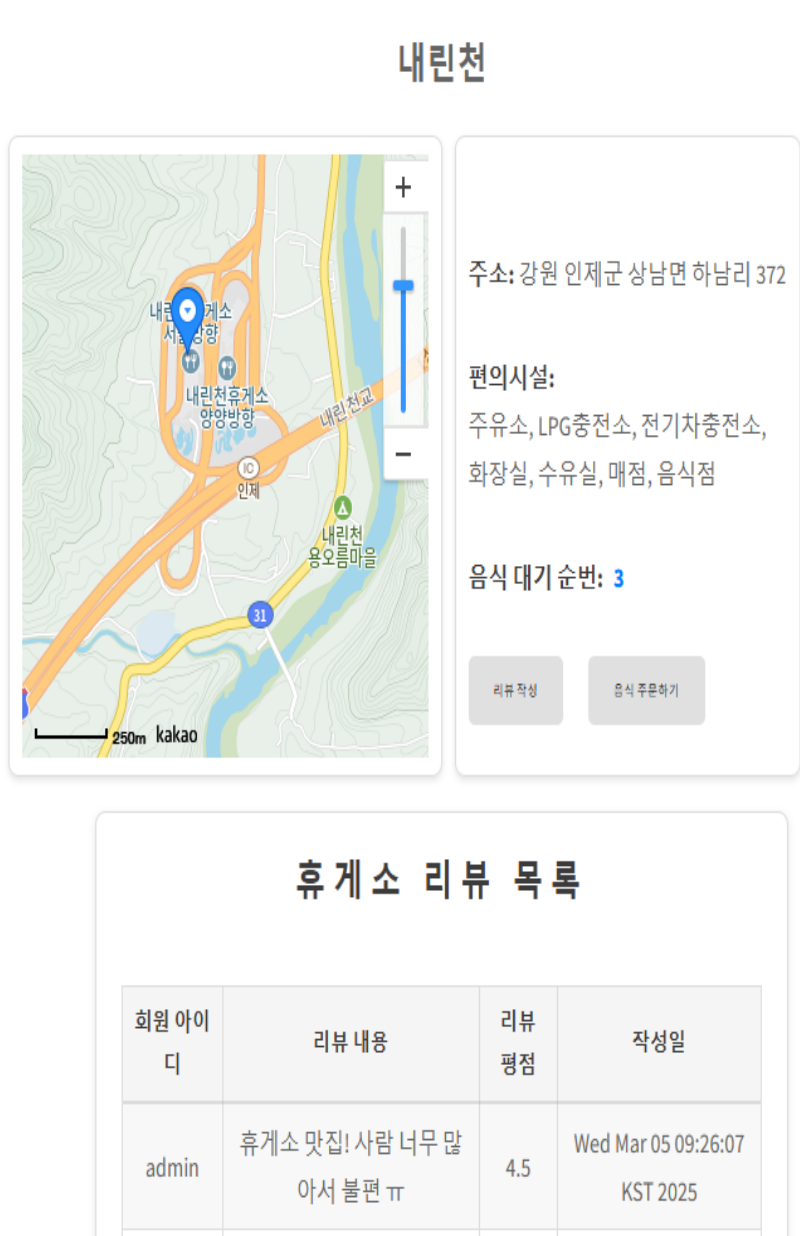 내린천
+
내린천휴게소
서울방향
내린천휴게소
양양방향
내린천교
IC
인제
−
내린천
용오름마을
31
250m kakao
주소: 강원 인제군 상남면 하남리 372
편의시설:
주유소, LPG충전소, 전기차충전소,
화장실, 수유실, 매점, 음식점
음식 대기 순번: 3
리뷰 작성
음식 주문하기
휴게소 리뷰 목록
회원 아이
디
리뷰 내용
리뷰
평점
작성일
admin
휴게소 맛집! 사람 너무 많
아서 불편 ㅠ
4.5
Wed Mar 05 09:26:07
KST 2025